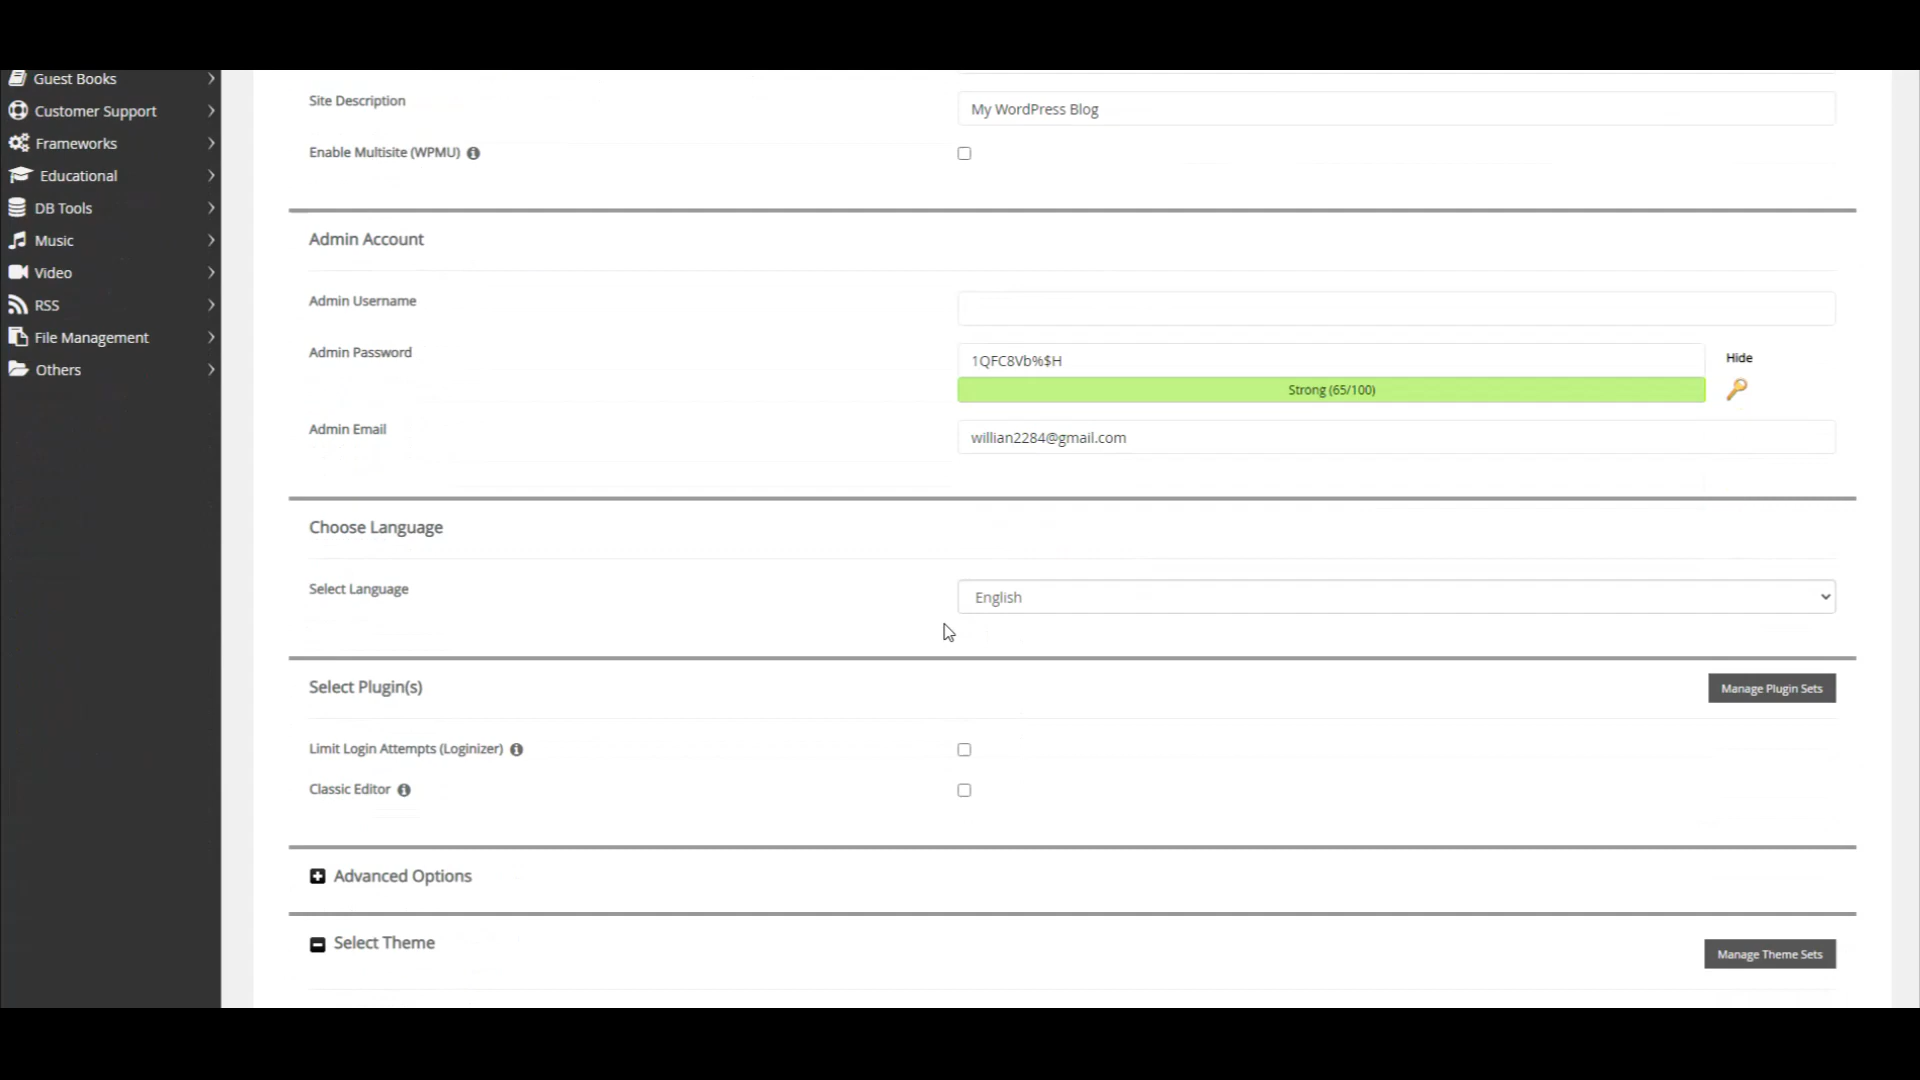 Guest Books
Customer Support
Frameworks
Educational
DB Tools
Music
Video
RSS
File Management
Others
Site Description
My WordPress Blog
Enable Multisite (WPMU)
Admin Account
Admin Username
Admin Password
1QFC8Vb%$H
Hide
Strong (65/100)
Admin Email
willian2284@gmail.com
Choose Language
Select Language
English
Select Plugin(s)
Manage Plugin Sets
Limit Login Attempts (Loginizer)
Classic Editor
Advanced Options
Select Theme
Manage Theme Sets